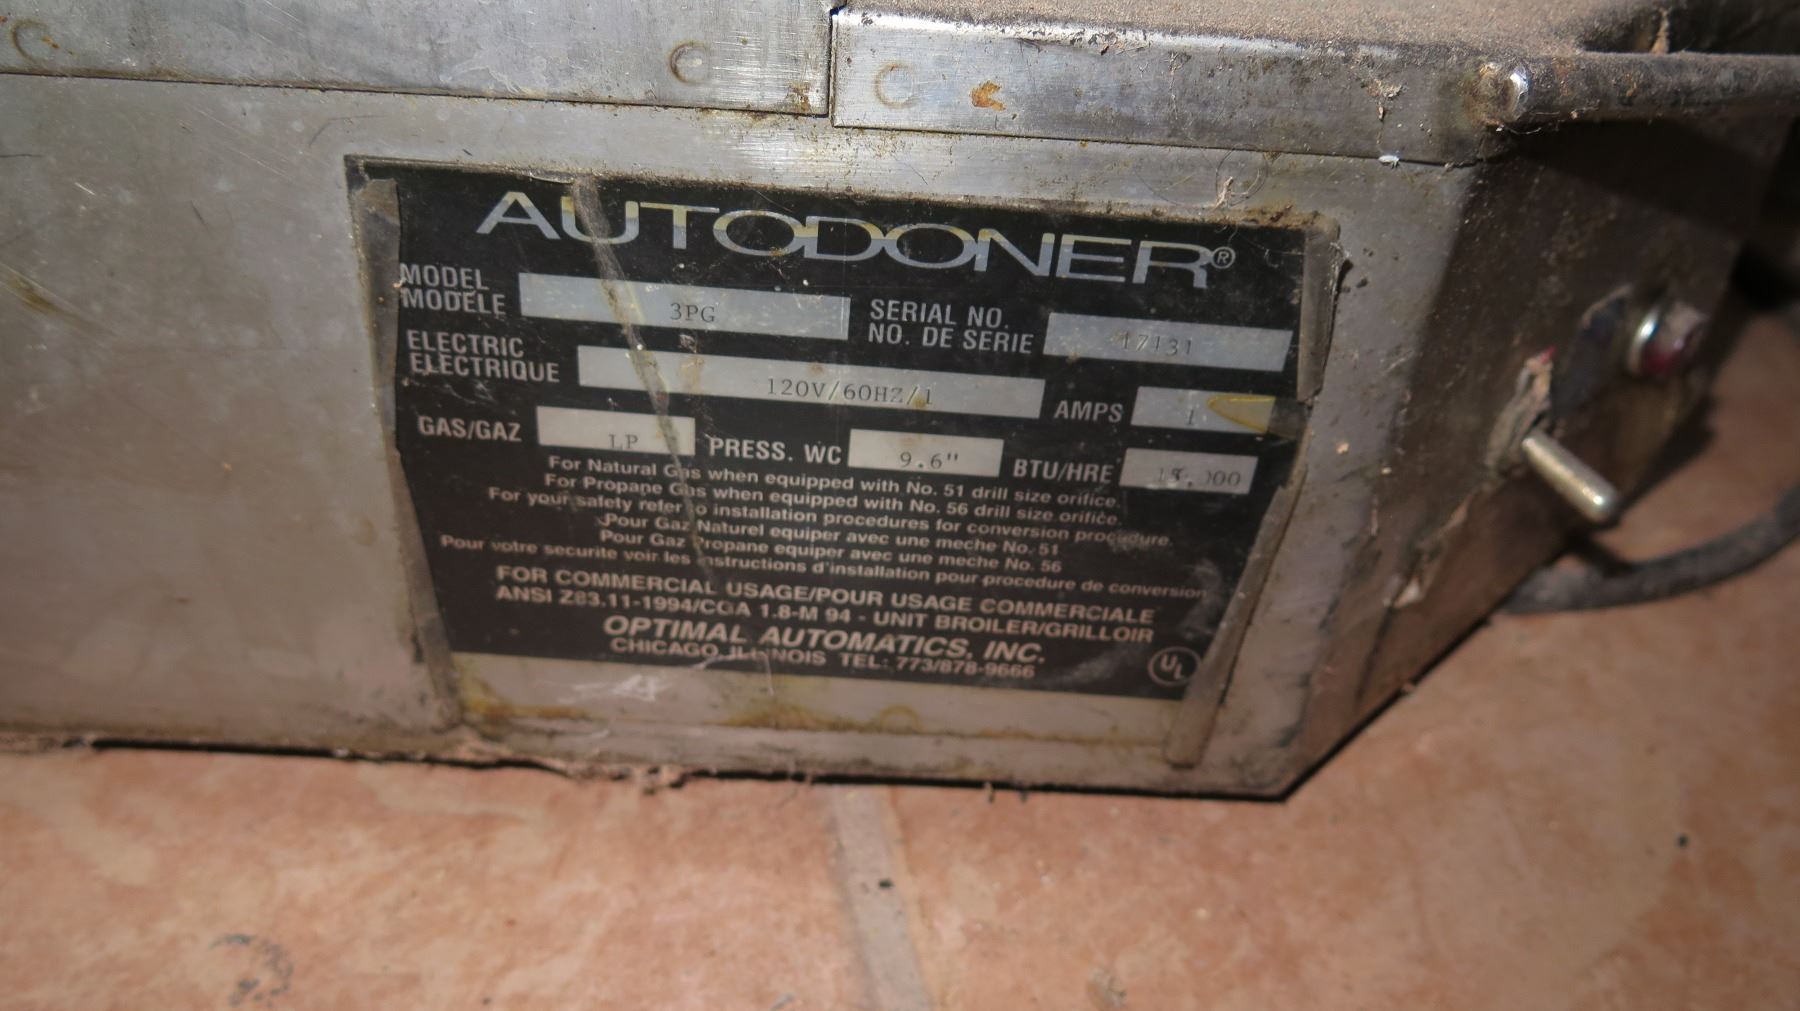 AUTODONER®
MODEL
MODELE
3PG
SERIAL NO.
NO. DE SERIE
17131
ELECTRIC
ELECTRIQUE
120V/60HZ/1
AMPS
1
GAS/GAZ
LP
PRESS. WC
9.6"
BTU/HRE
For Natural Gas when equipped with No. 51 drill size orifice.
For Propane Gas when equipped with No. 56 drill size orifice.
For your safety refer to installation procedures for conversion procedure.
Pour Gaz Naturel equiper avec une meche No. 51
Pour Gaz Propane equiper avec une meche No. 56
Pour votre securite voir les instructions d'installation pour procedure de conversion
FOR COMMERCIAL USAGE/POUR USAGE COMMERCIALE
ANSI Z83.11-1994/CGA 1.8-M 94 - UNIT BROILER/GRILLOIR
OPTIMAL AUTOMATICS, INC.
CHICAGO, ILLINOIS TEL: 773/878-9666
UL